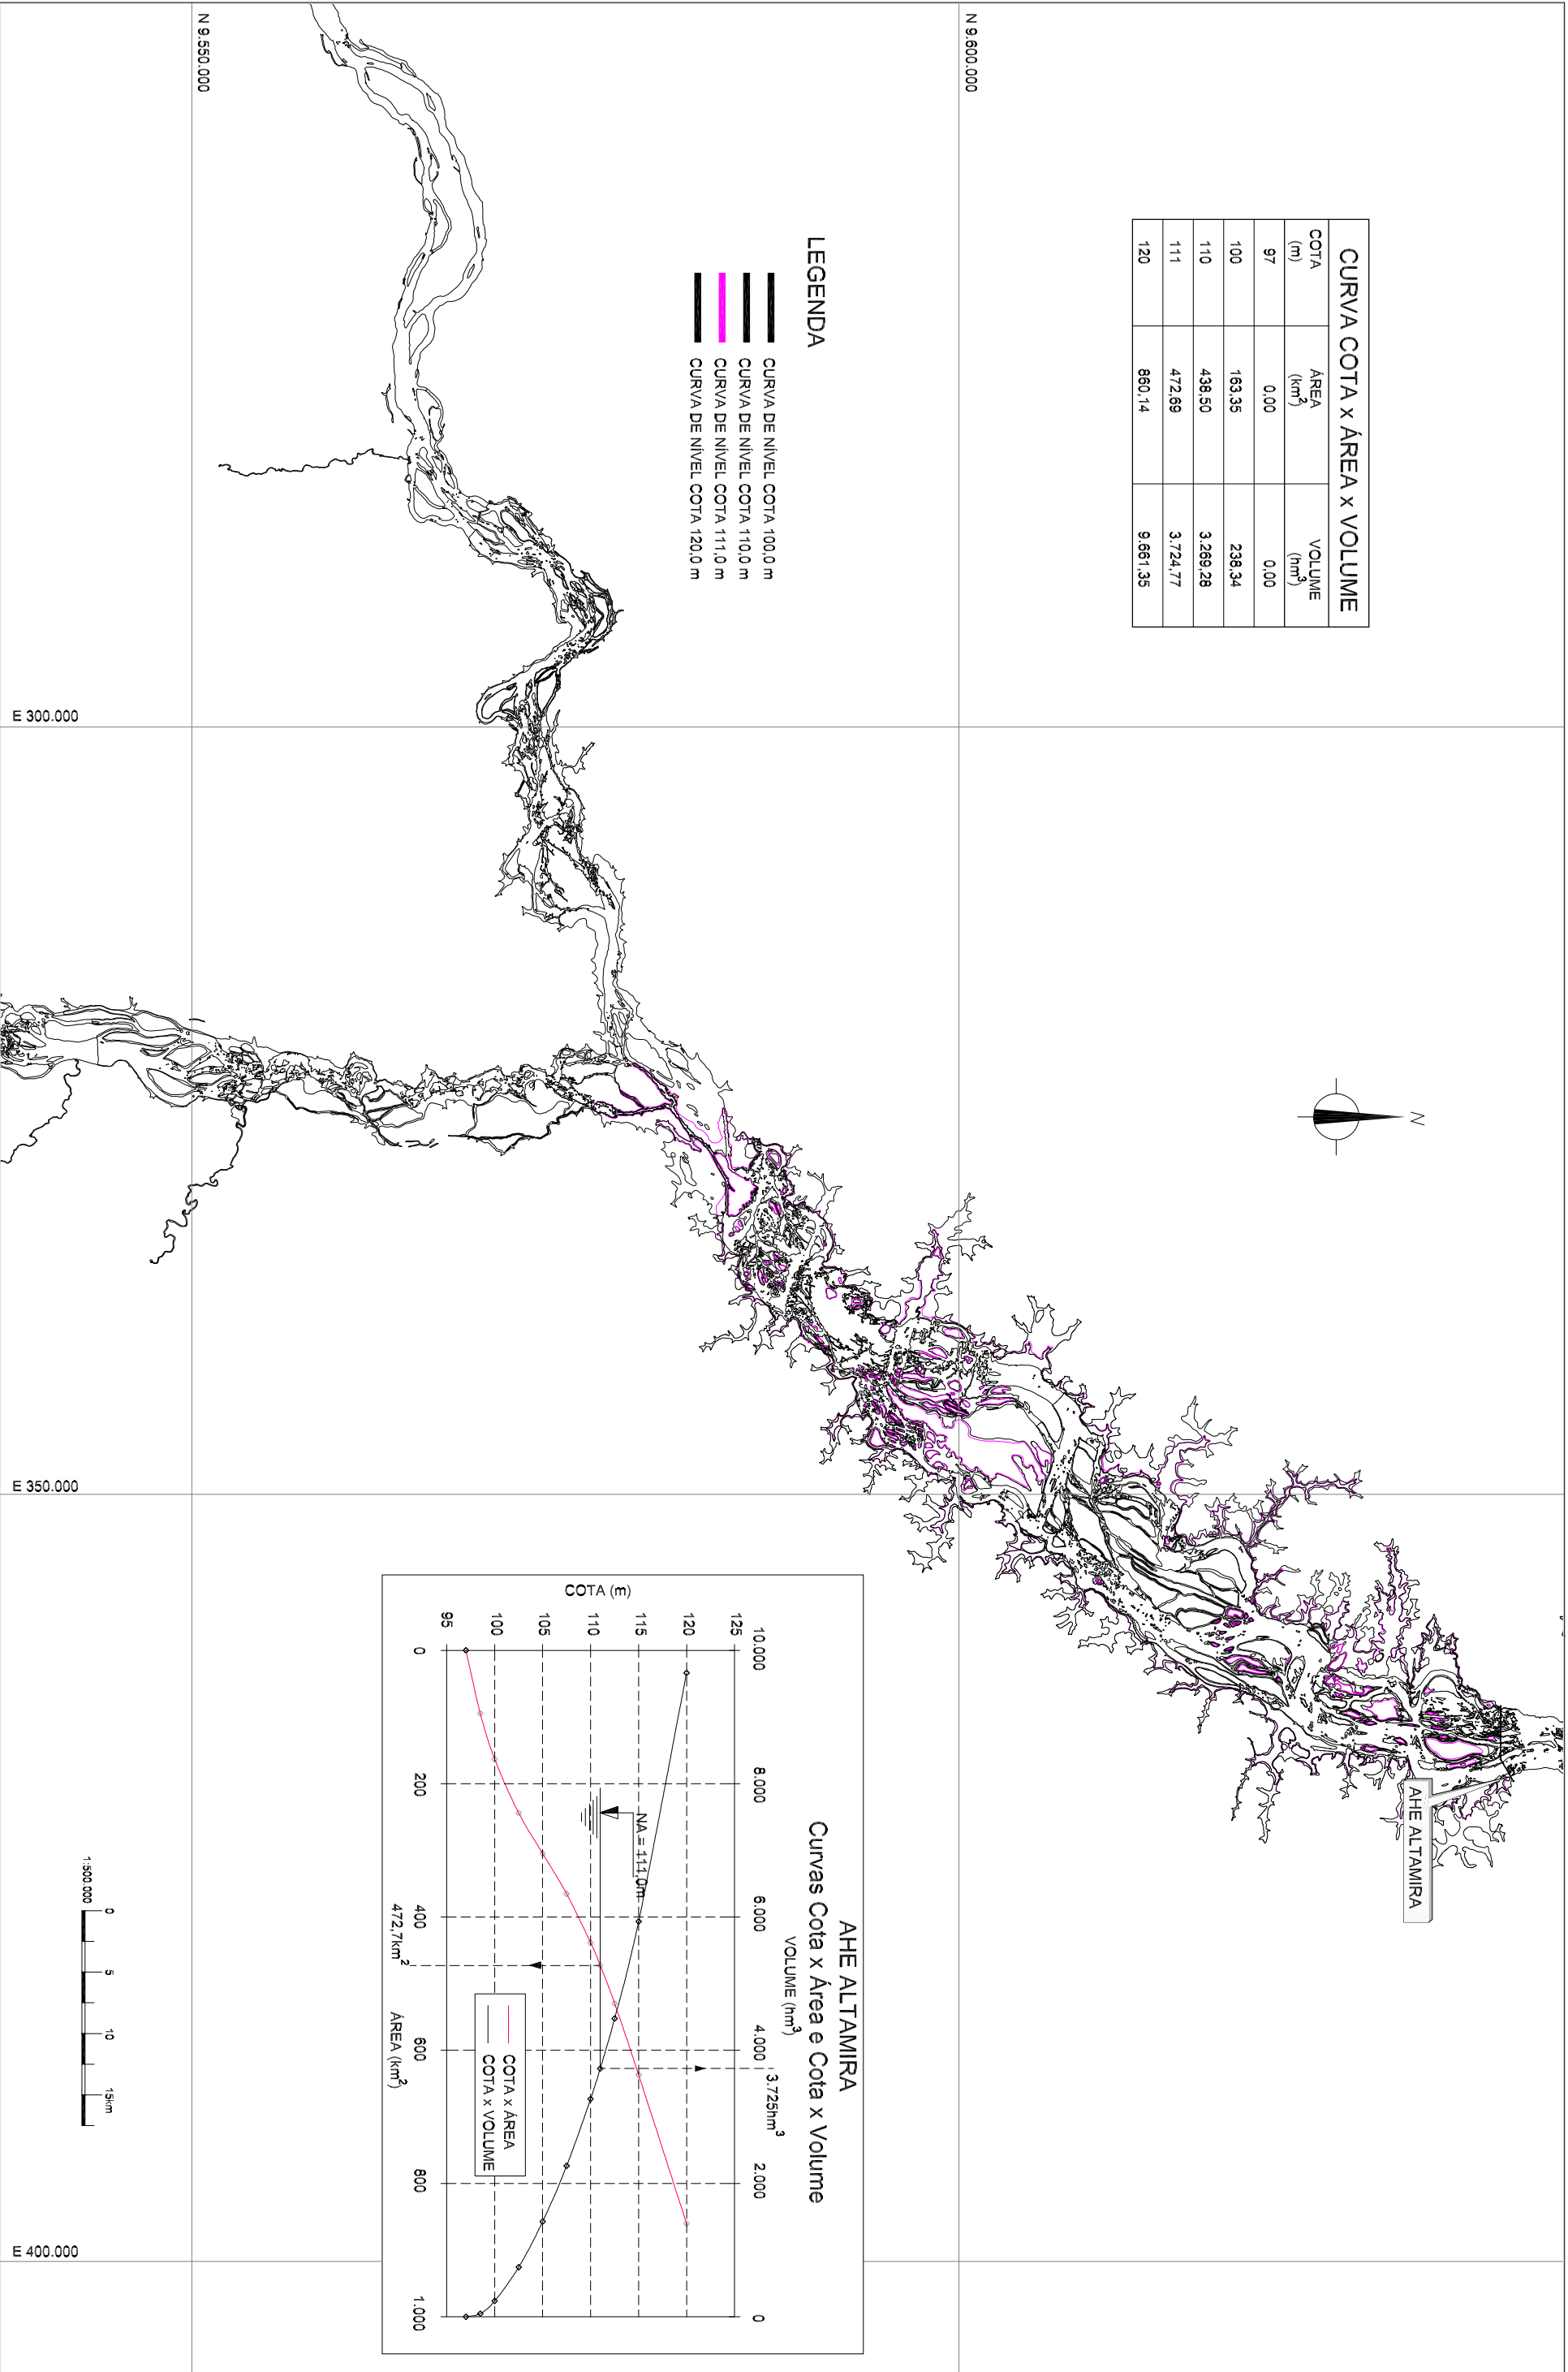 N 9.550.000
N 9.600.000
CURVA COTA x ÁREA x VOLUME
COTA (m) ÁREA (km²) VOLUME (hm³)
97 0,00 0,00
100 163,35 238,34
110 438,50 3.269,28
111 472,69 3.724,77
120 860,14 9.661,35
LEGENDA
CURVA DE NÍVEL COTA 100,0 m
CURVA DE NÍVEL COTA 110,0 m
CURVA DE NÍVEL COTA 111,0 m
CURVA DE NÍVEL COTA 120,0 m
E 300.000
N
E 350.000
AHE ALTAMIRA
AHE ALTAMIRA
Curvas Cota x Área e Cota x Volume
VOLUME (hm³)
3.725hm³
10.000 8.000 6.000 4.000 2.000 0
COTA (m)
125
120
115
110
105
100
95
NA = 111,0m
COTA x ÁREA
COTA x VOLUME
0 200 400 600 800 1.000
472,7km²
ÁREA (km²)
1:500.000
0 5 10 15km
E 400.000